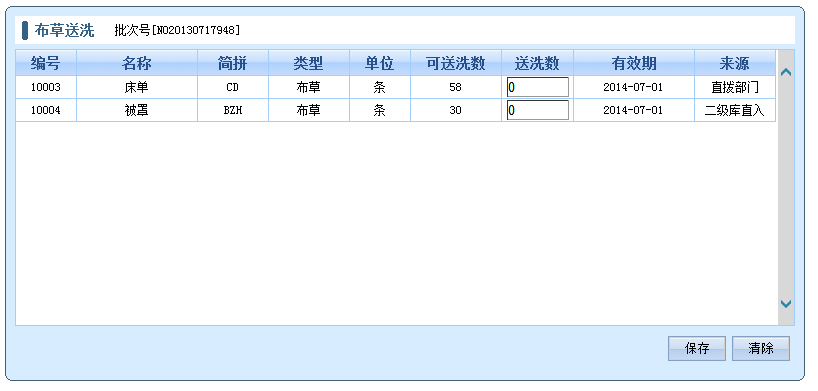 布草送洗 批次号[NO20130717948]
编号 名称 简拼 类型 单位 可送洗数 送洗数 有效期 来源
10003 床单 CD 布草 条 58 0 2014-07-01 直拨部门
10004 被罩 BZH 布草 条 30 0 2014-07-01 二级库直入
保存 清除